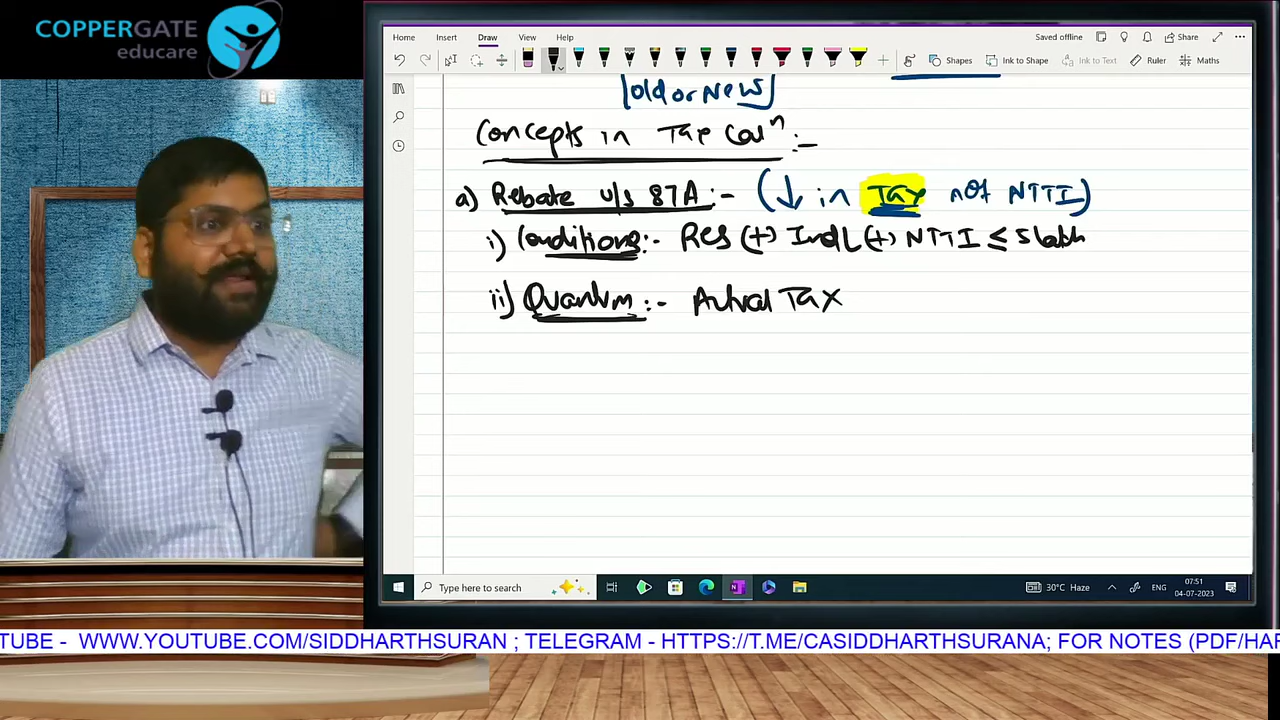 COPPERGATE
educare
Home Insert Draw View Help
Saved offline
Share
Shapes
Ink to Shape
Ink to Text
Ruler
Maths
[old or New]
Concepts in Tax Calⁿ :-
a) Rebate u/s 87A :- (↓ in Tax not NTTI)
i) Conditions :- Res (+) Indl (+) NTTI ≤ 5 lakh
ii) Quantum :- Actual Tax
Type here to search
30°C Haze
ENG
07:51
04-07-2023
TUBE - WWW.YOUTUBE.COM/SIDDHARTHSURAN ; TELEGRAM - HTTPS://T.ME/CASIDDHARTHSURANA; FOR NOTES (PDF/HAR